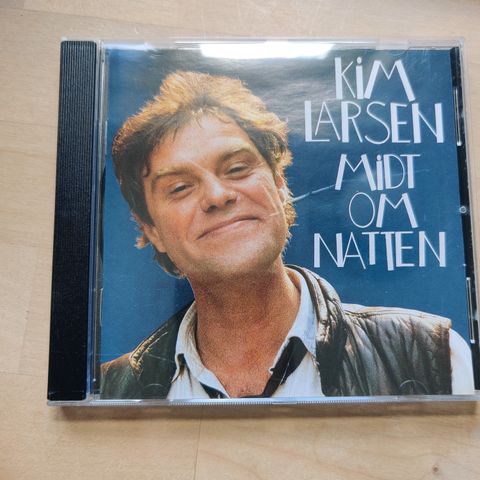 KiM
LARSEN
MiDT
OM
NATTEN